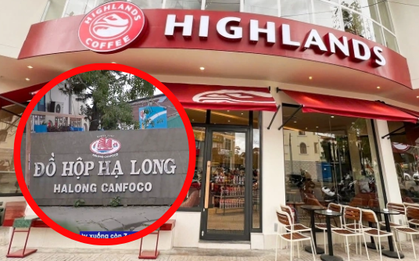 HIGHLANDS
COFFEE
HIGHLANDS
ĐỒ HỘP HẠ LONG
HALONG CANFOCO